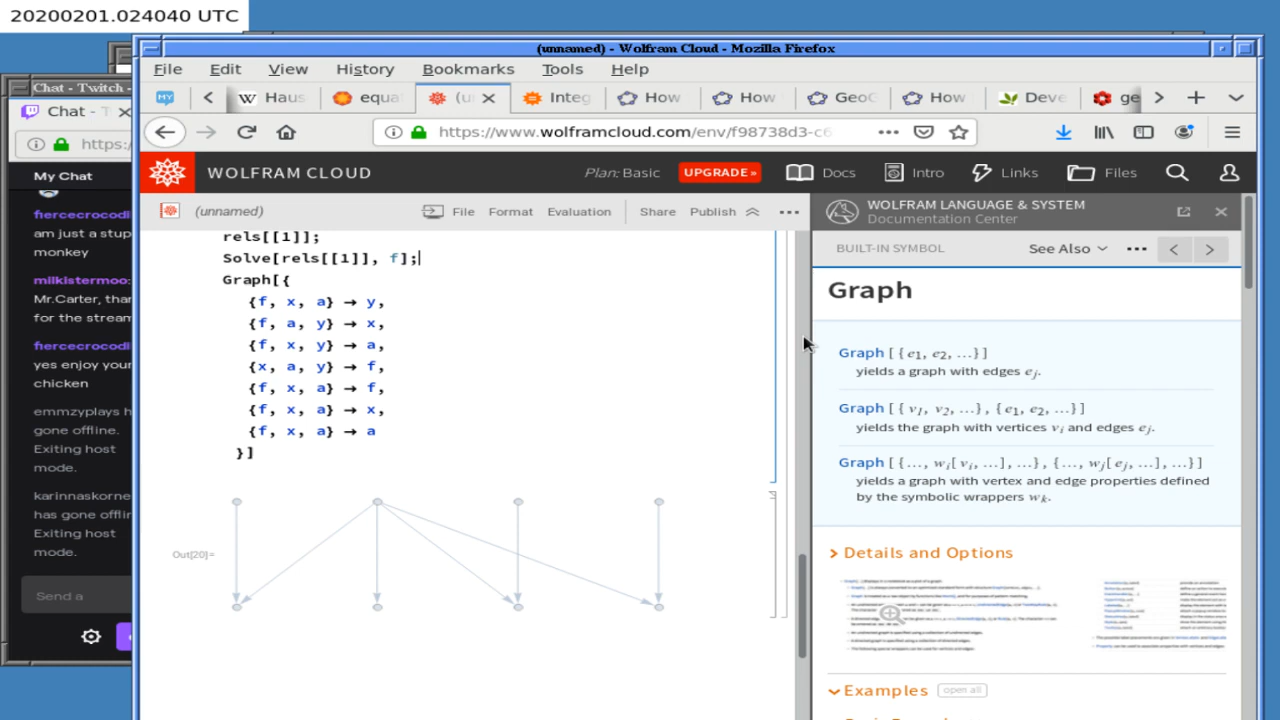 20200201.024040 UTC
(unnamed) - Wolfram Cloud - Mozilla Firefox
File Edit View History Bookmarks Tools Help
Chat - Twitch -
Haus equa (u Integ How How GeoC How Deve ge
Chat - T
https://www.wolframcloud.com/env/f98738d3-c6
https:
WOLFRAM CLOUD Plan: Basic UPGRADE » Docs Intro Links Files
My Chat
(unnamed) File Format Evaluation Share Publish
WOLFRAM LANGUAGE & SYSTEM
Documentation Center
fiercecrocodi
am just a stup
monkey
milkistermoo:
Mr.Carter, tha
for the stream
fiercecrocodi
yes enjoy your
chicken
emmzyplays h
gone offline.
Exiting host
mode.
karinnaskorne
has gone offli
Exiting host
mode.
Send a
rels[[1]];
Solve[rels[[1]], f];
Graph[{
{f, x, a} → y,
{f, a, y} → x,
{f, x, y} → a,
{x, a, y} → f,
{f, x, a} → f,
{f, x, a} → x,
{f, x, a} → a
}]
Out[20]=
BUILT-IN SYMBOL See Also
Graph
Graph [ { e1, e2, …} ]
yields a graph with edges ej.
Graph [ { v1, v2, …} , { e1, e2, …} ]
yields the graph with vertices vi and edges ej.
Graph [ {…, wi[ vi, …] , …} , {…, wj[ ej, …] , …} ]
yields a graph with vertex and edge properties defined
by the symbolic wrappers wk.
Details and Options
Examples open all